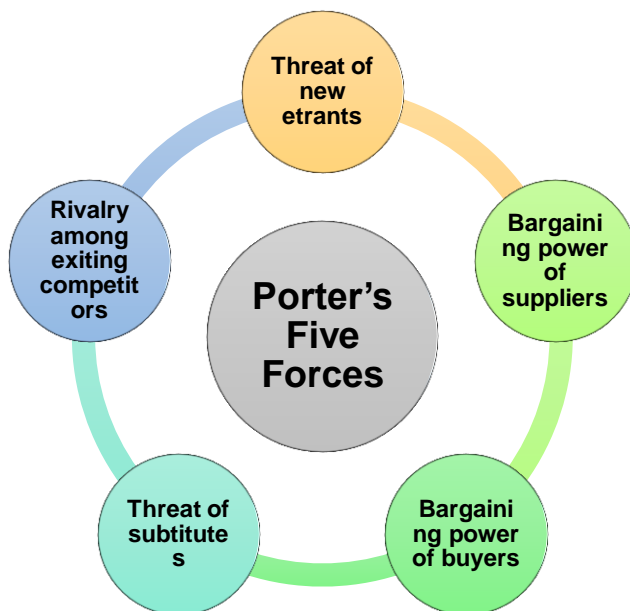 Threat of
new
etrants
Bargaini
ng power
of
suppliers
Bargaini
ng power
of buyers
Threat of
subtitute
s
Rivalry
among
exiting
competit
ors
Porter’s
Five
Forces